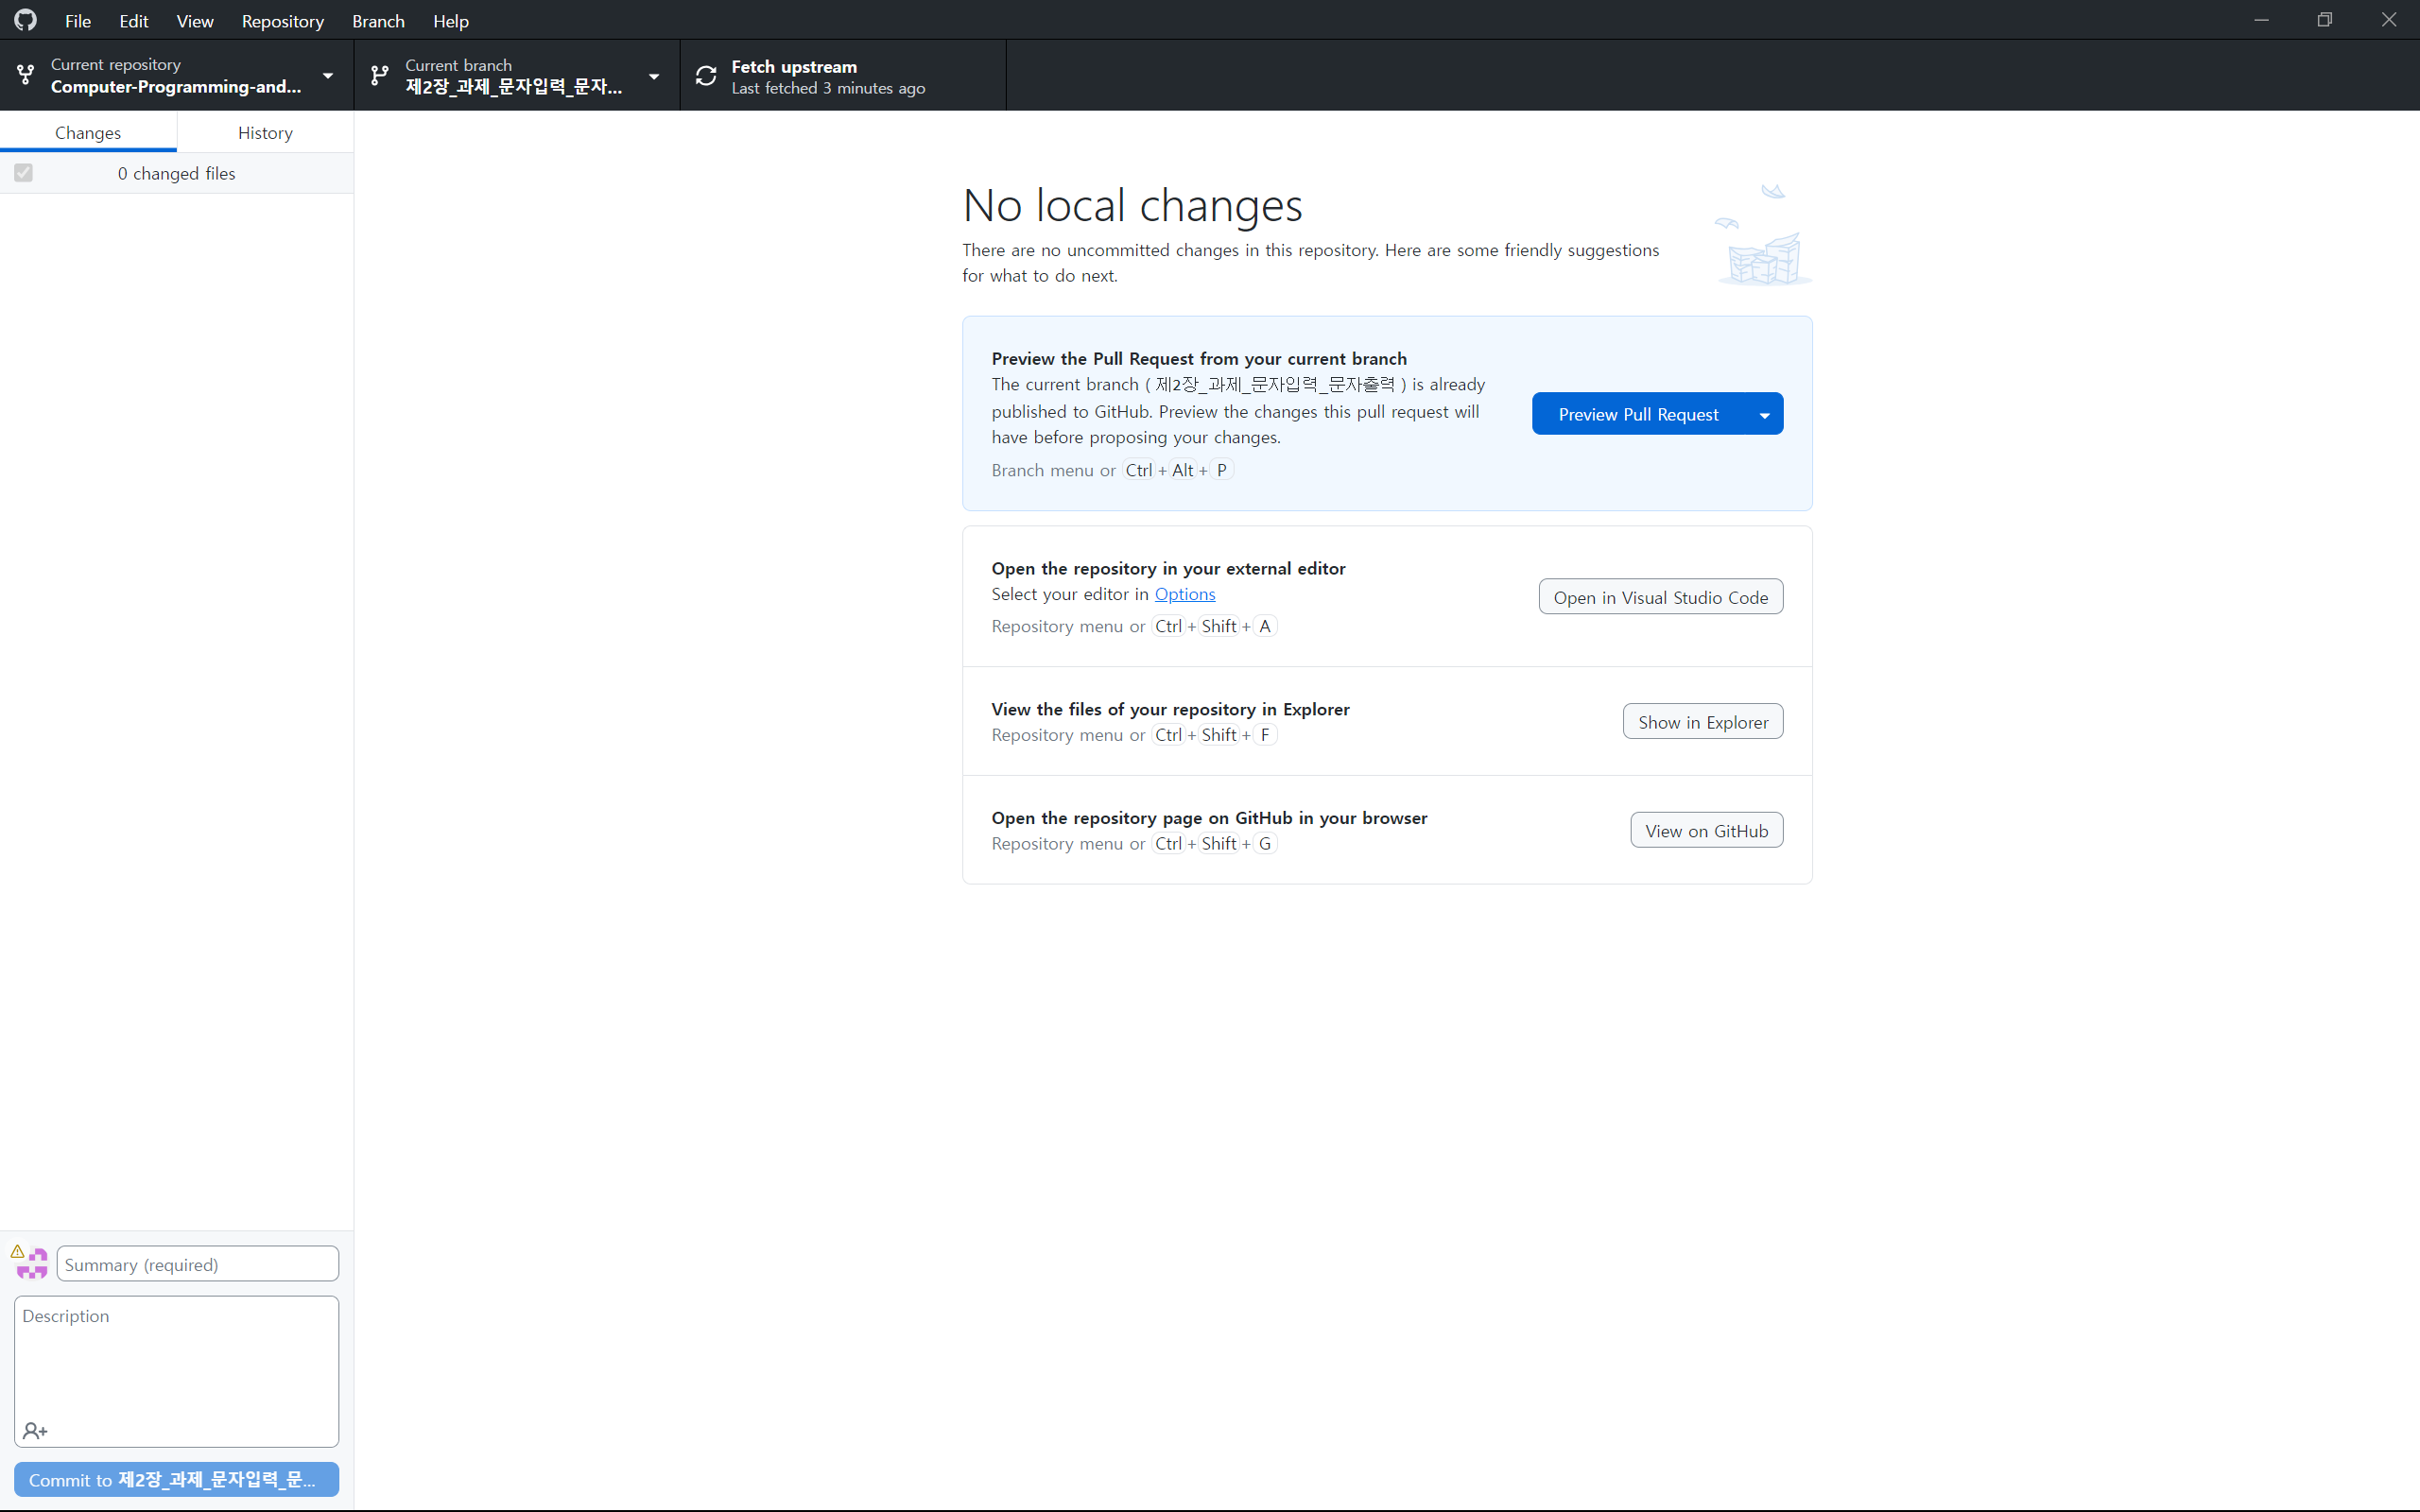 File Edit View Repository Branch Help
Current repository
Computer-Programming-and...
Current branch
제2장_과제_문자입력_문자...
Fetch upstream
Last fetched 3 minutes ago
Changes
History
0 changed files
No local changes
There are no uncommitted changes in this repository. Here are some friendly suggestions
for what to do next.
Preview the Pull Request from your current branch
The current branch ( 제2장_과제_문자입력_문자출력 ) is already
published to GitHub. Preview the changes this pull request will
have before proposing your changes.
Branch menu or Ctrl + Alt + P
Preview Pull Request
Open the repository in your external editor
Select your editor in Options
Repository menu or Ctrl + Shift + A
Open in Visual Studio Code
View the files of your repository in Explorer
Repository menu or Ctrl + Shift + F
Show in Explorer
Open the repository page on GitHub in your browser
Repository menu or Ctrl + Shift + G
View on GitHub
Summary (required)
Description
Commit to 제2장_과제_문자입력_문...